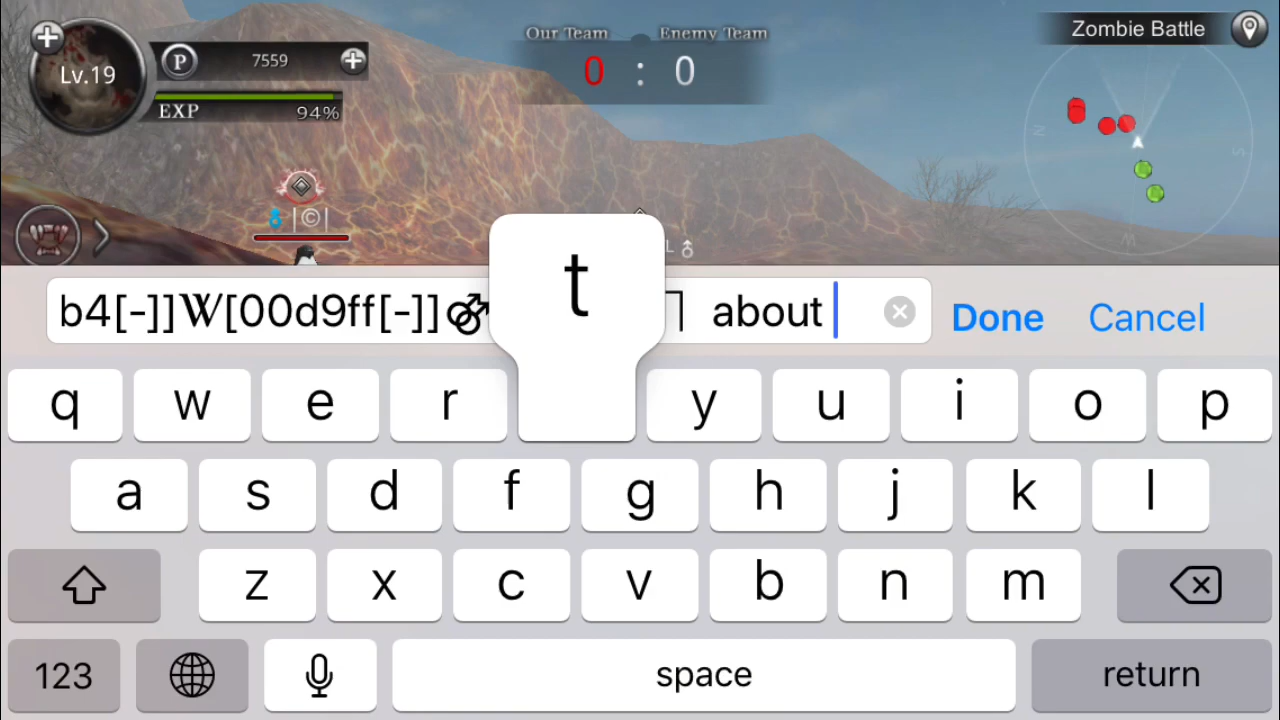 Our Team Enemy Team
Zombie Battle
Lv.19
P 7559
0 : 0
EXP 94%
N
S
W
|©|
L ♂
b4[-]]W[00d9ff[-]]♂ about
Done Cancel
t
q w e r y u i o p
a s d f g h j k l
z x c v b n m
123 space return